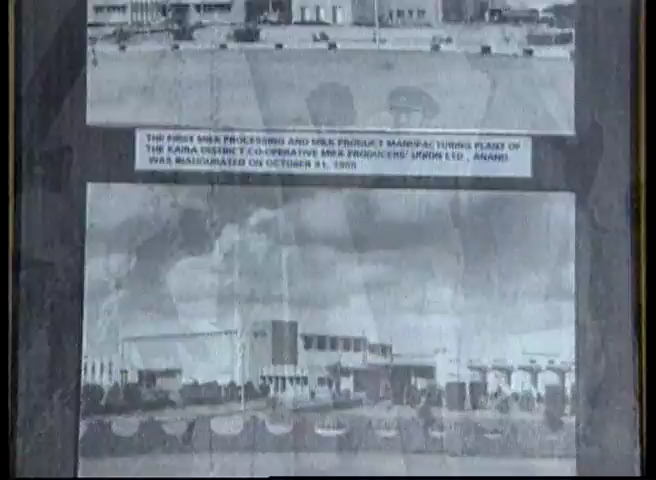 THE FIRST MILK PROCESSING AND MILK PRODUCT MANUFACTURING PLANT OF
THE KAIRA DISTRICT CO-OPERATIVE MILK PRODUCERS' UNION LTD., ANAND
WAS INAUGURATED ON OCTOBER 31, 1955